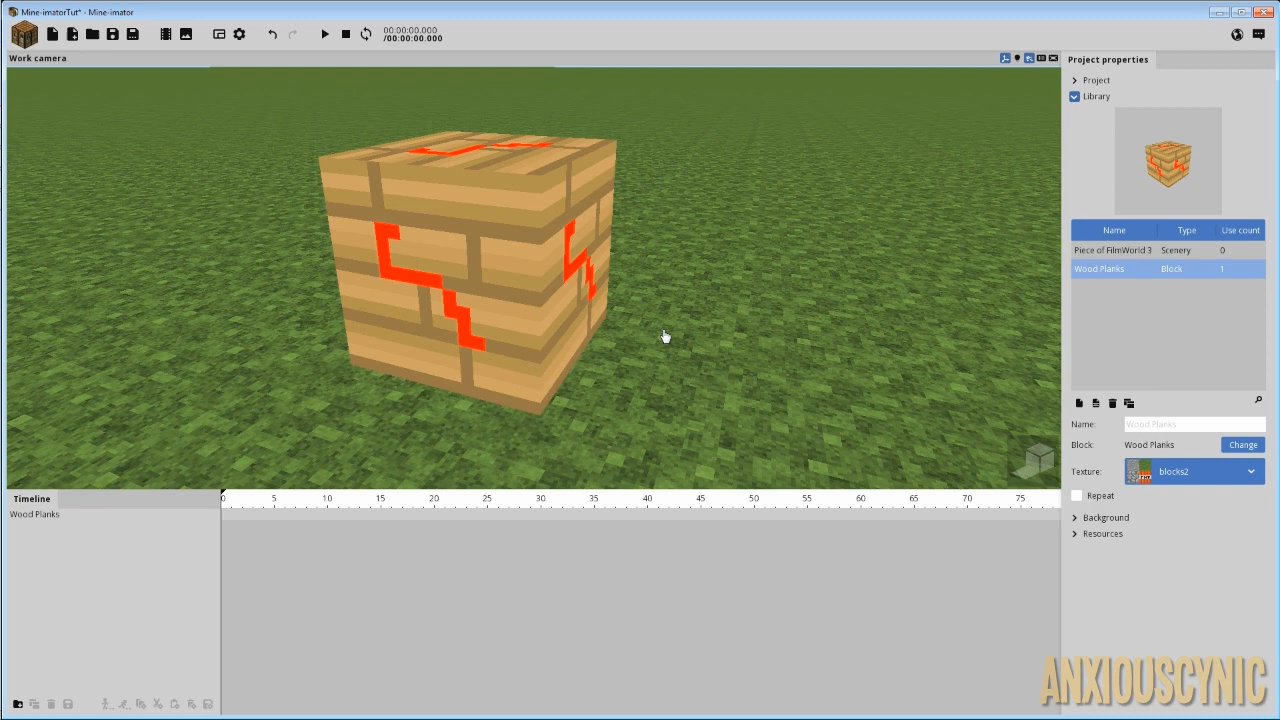 Mine-imatorTut* - Mine-imator
00:00:00.000
/00:00:00.000
Work camera
Project properties
Project
Library
Name Type Use count
Piece of FilmWorld 3 Scenery 0
Wood Planks Block 1
Name: Wood Planks
Block: Wood Planks Change
Texture: blocks2
Repeat
Background
Resources
Timeline
0 5 10 15 20 25 30 35 40 45 50 55 60 65 70 75
Wood Planks
ANXIOUSCYNIC